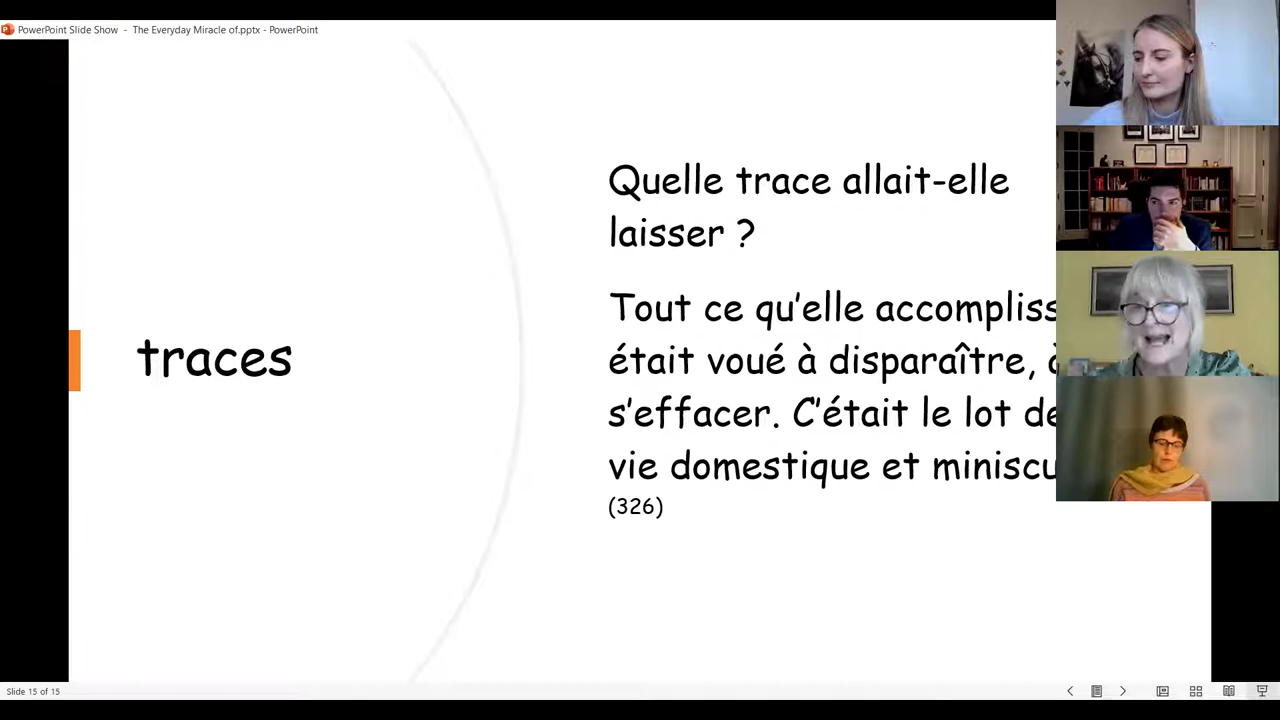 PowerPoint Slide Show - The Everyday Miracle of.pptx - PowerPoint
traces
Quelle trace allait-elle
laisser ?
Tout ce qu'elle accompliss
était voué à disparaître, à
s'effacer. C'était le lot de
vie domestique et miniscu
(326)
Slide 15 of 15